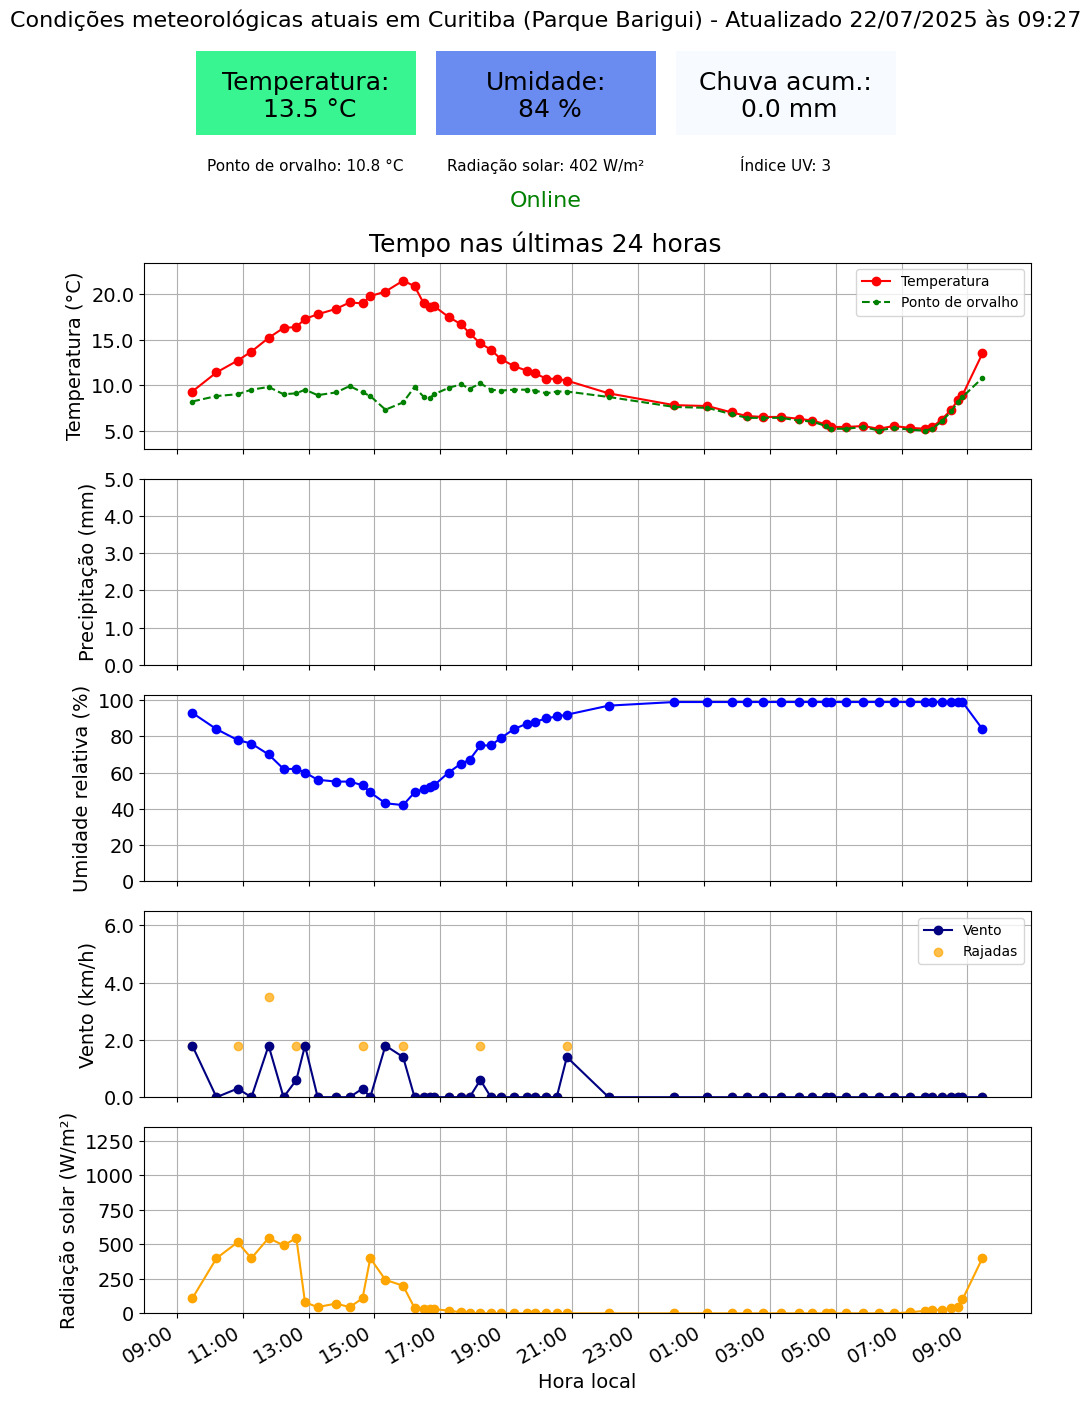 Condições meteorológicas atuais em Curitiba (Parque Barigui) - Atualizado 22/07/2025 às 09:27
Temperatura:
13.5 °C
Umidade:
84 %
Chuva acum.:
0.0 mm
Ponto de orvalho: 10.8 °C
Radiação solar: 402 W/m²
Índice UV: 3
Online
Tempo nas últimas 24 horas
Temperatura (°C)
20.0
15.0
10.0
5.0
Temperatura
Ponto de orvalho
Precipitação (mm)
5.0
4.0
3.0
2.0
1.0
0.0
Umidade relativa (%)
100
80
60
40
20
0
Vento (km/h)
6.0
4.0
2.0
0.0
Vento
Rajadas
Radiação solar (W/m²)
1250
1000
750
500
250
0
09:00
11:00
13:00
15:00
17:00
19:00
21:00
23:00
01:00
03:00
05:00
07:00
09:00
Hora local